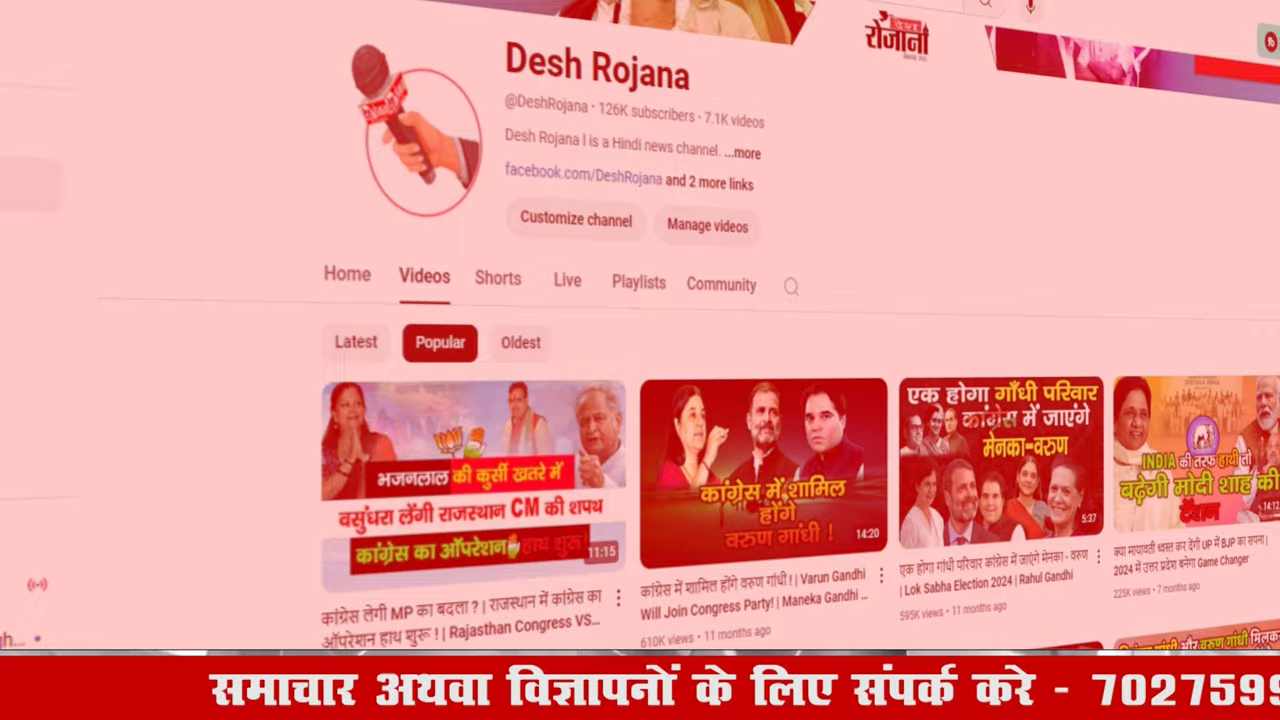 देश
रोजाना
Desh Rojana
@DeshRojana · 126K subscribers · 7.1K videos
Desh Rojana l is a Hindi news channel. ...more
facebook.com/DeshRojana and 2 more links
Customize channel
Manage videos
Home
Videos
Shorts
Live
Playlists
Community
Latest
Popular
Oldest
भजनलाल की कुर्सी खतरे में
वसुंधरा लेंगी राजस्थान CM की शपथ
कांग्रेस का ऑपरेशन हाथ शुरू
11:15
कांग्रेस लेगी MP का बदला ? | राजस्थान में कांग्रेस का
ऑपरेशन हाथ शुरू ! | Rajasthan Congress VS...
कांग्रेस में शामिल
होंगे
वरुण गांधी !
14:20
कांग्रेस में शामिल होंगे वरुण गांधी ! | Varun Gandhi
Will Join Congress Party! | Maneka Gandhi ...
610K views · 11 months ago
एक होगा गाँधी परिवार
कांग्रेस में जाएंगे
मेनका-वरुण
5:37
एक होगा गांधी परिवार कांग्रेस में जाएंगे मेनका - वरुण
| Lok Sabha Election 2024 | Rahul Gandhi
595K views · 11 months ago
INDIA की तरफ हाथी तो
बढ़ेगी मोदी शाह की
टेंशन
14:12
क्या मायावती ध्वस्त कर देंगी UP में BJP का सपना |
2024 में उत्तर प्रदेश बनेगा Game Changer
225K views · 7 months ago
गांधी और वरुण गांधी मिलकर
समाचार अथवा विज्ञापनों के लिए संपर्क करे - 7027599